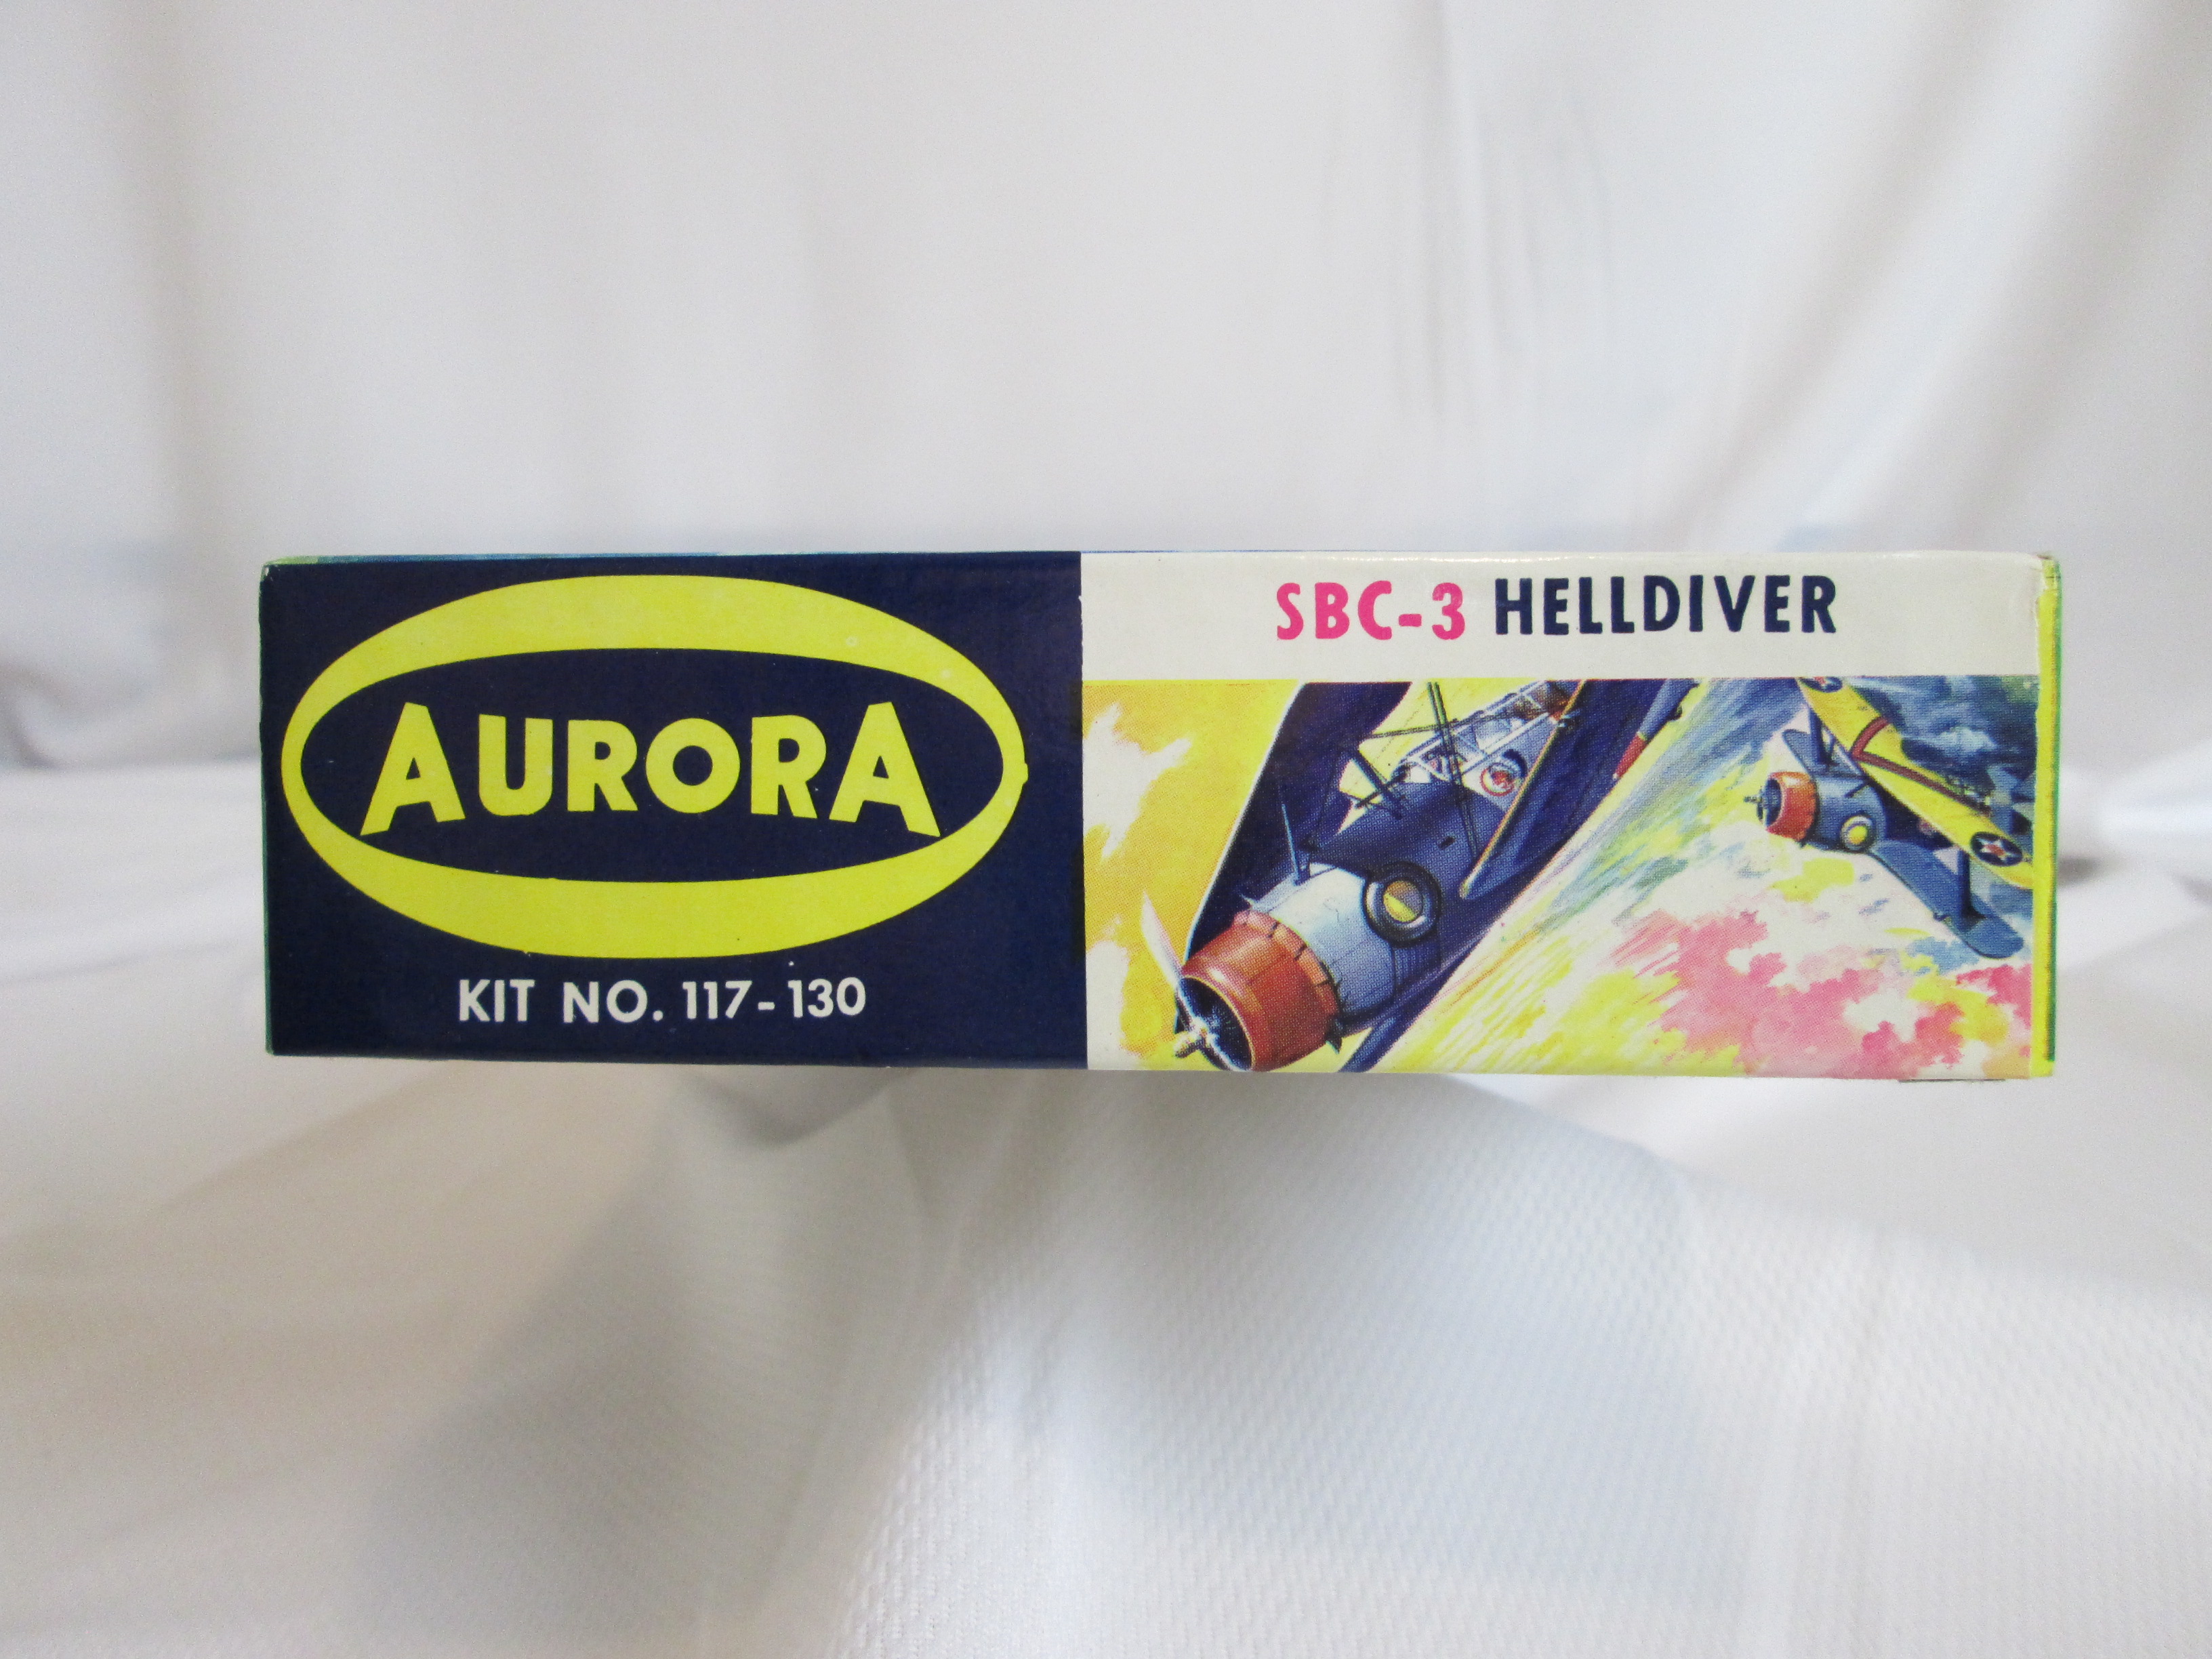 AURORA
KIT NO. 117-130
SBC-3 HELLDIVER